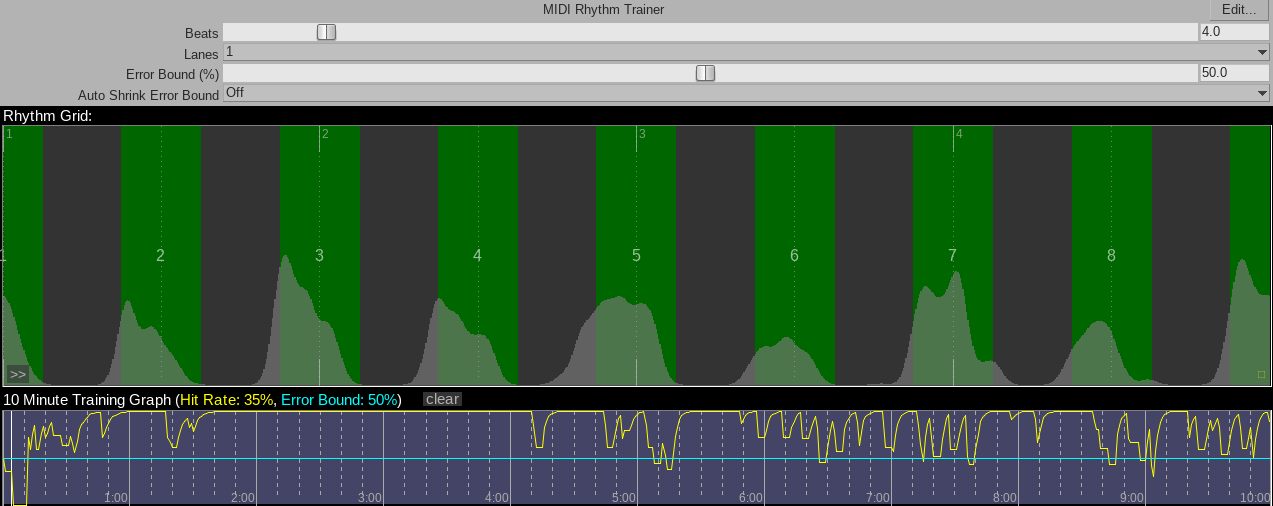 MIDI Rhythm Trainer
Edit...
Beats 4.0
Lanes 1
Error Bound (%) 50.0
Auto Shrink Error Bound Off
Rhythm Grid:
1 2 3 4
1 2 3 4 5 6 7 8
>>
10 Minute Training Graph (Hit Rate: 35%, Error Bound: 50%) clear
1:00 2:00 3:00 4:00 5:00 6:00 7:00 8:00 9:00 10:00